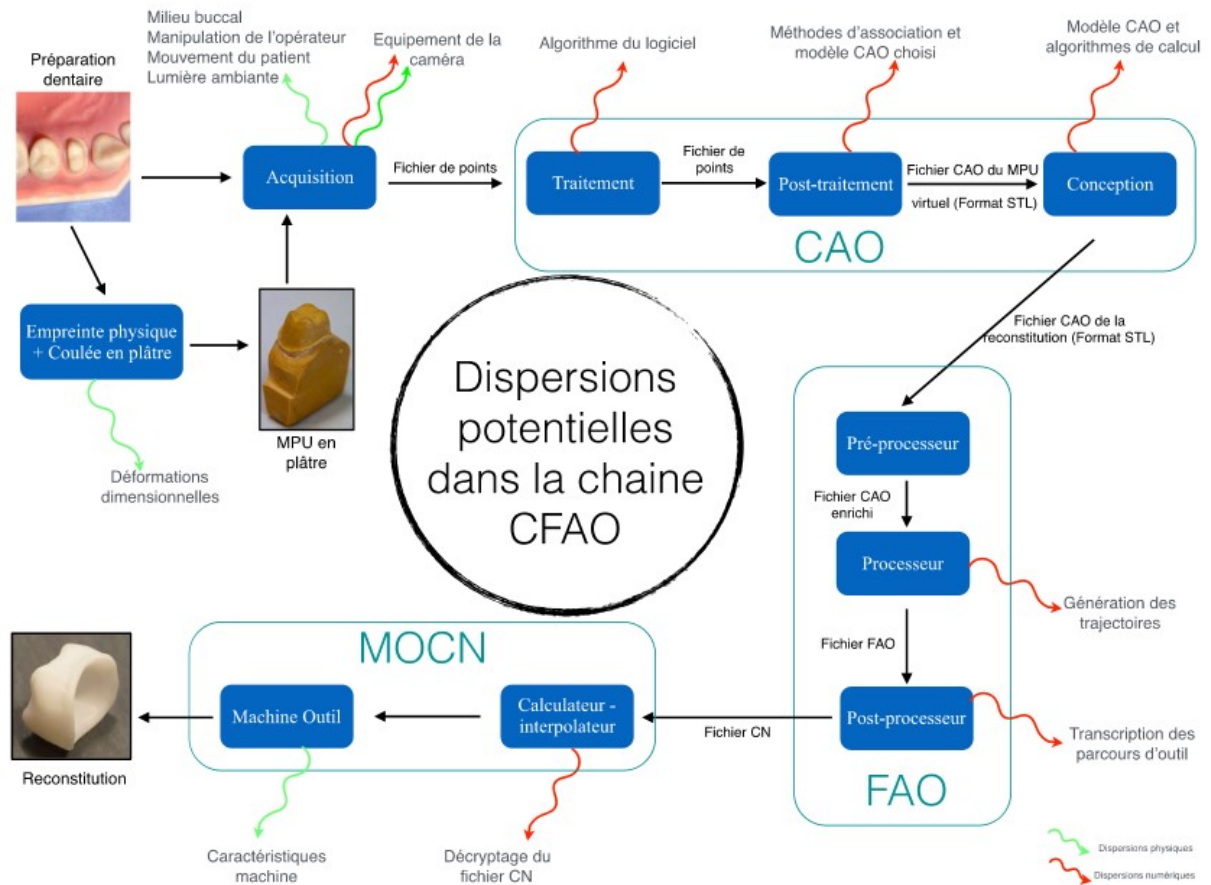 Milieu buccal
Manipulation de l'opérateur
Mouvement du patient
Lumière ambiante
Equipement de la
caméra
Algorithme du logiciel
Méthodes d'association et
modèle CAO choisi
Modèle CAO et
algorithmes de calcul
Préparation
dentaire
Acquisition
Fichier de points
Traitement
Fichier de
points
Post-traitement
Fichier CAO du MPU
virtuel (Format STL)
Conception
CAO
Empreinte physique
+ Coulée en plâtre
MPU en
plâtre
Déformations
dimensionnelles
Dispersions
potentielles
dans la chaine
CFAO
Fichier CAO de la
reconstitution (Format STL)
Pré-processeur
Fichier CAO
enrichi
Processeur
Génération des
trajectoires
Fichier FAO
Post-processeur
Transcription des
parcours d'outil
FAO
Fichier CN
MOCN
Calculateur -
interpolateur
Machine Outil
Reconstitution
Caractéristiques
machine
Décryptage du
fichier CN
Dispersions physiques
Dispersions numériques